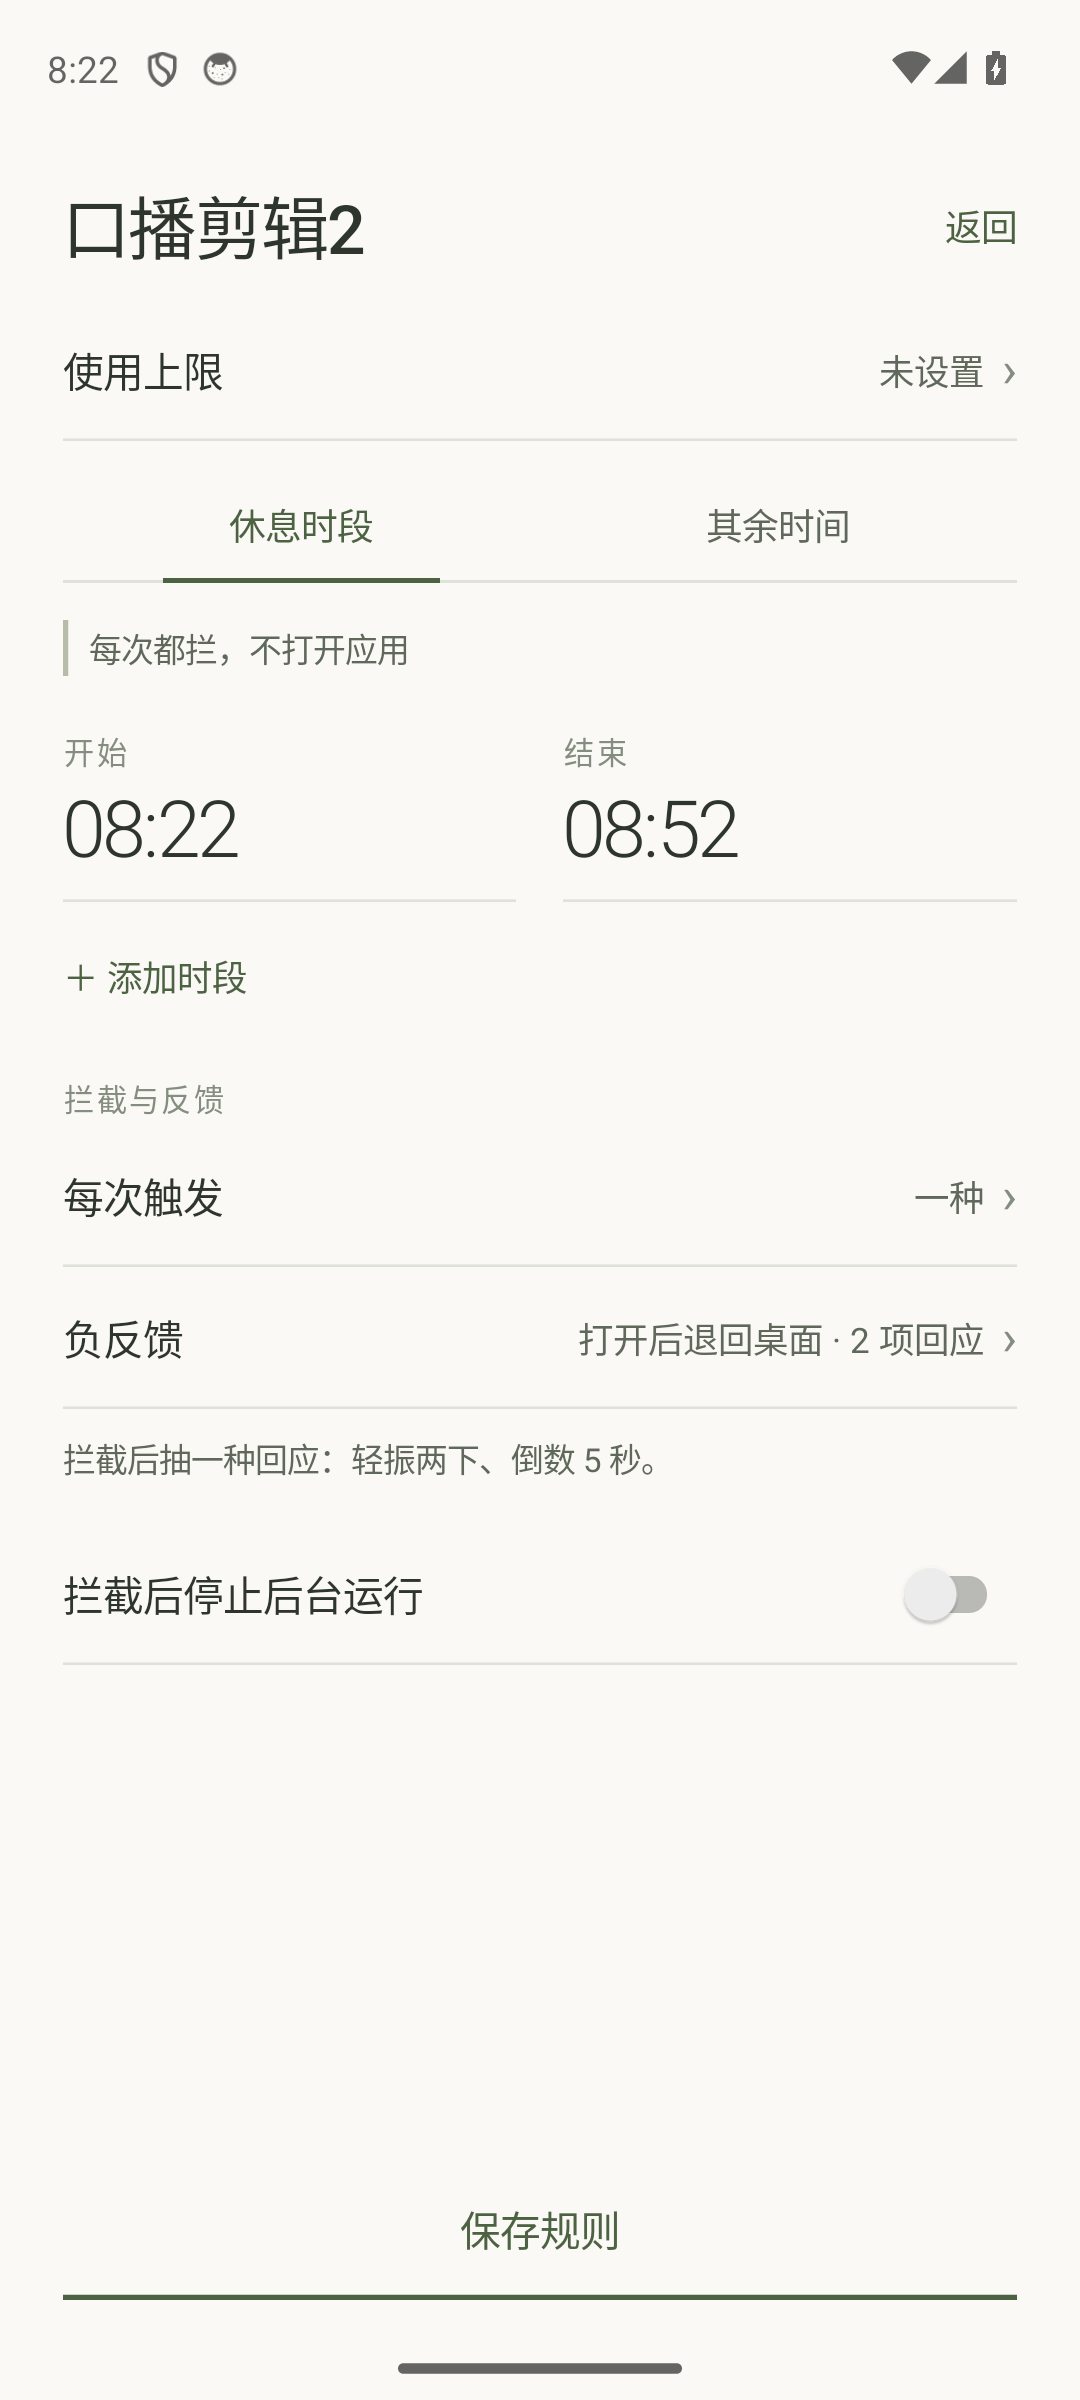 8:22
口播剪辑2
返回
使用上限
未设置 ›
休息时段
其余时间
每次都拦，不打开应用
开始
结束
08:22
08:52
＋ 添加时段
拦截与反馈
每次触发
一种 ›
负反馈
打开后退回桌面 · 2 项回应 ›
拦截后抽一种回应：轻振两下、倒数 5 秒。
拦截后停止后台运行
保存规则